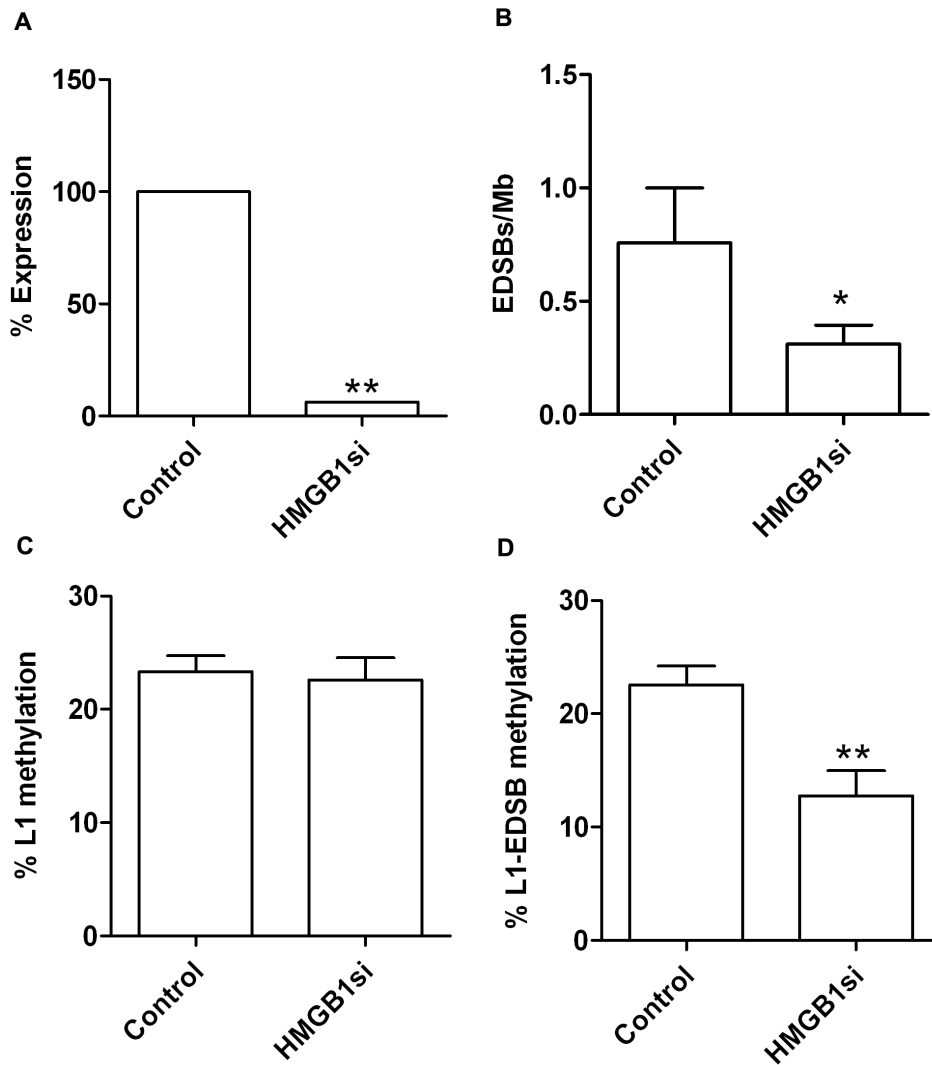 A
% Expression
150
100
50
0
**
Control
HMGB1si
B
EDSBs/Mb
1.5
1.0
0.5
0.0
*
Control
HMGB1si
C
% L1 methylation
30
20
10
0
Control
HMGB1si
D
% L1-EDSB methylation
30
20
10
0
**
Control
HMGB1si